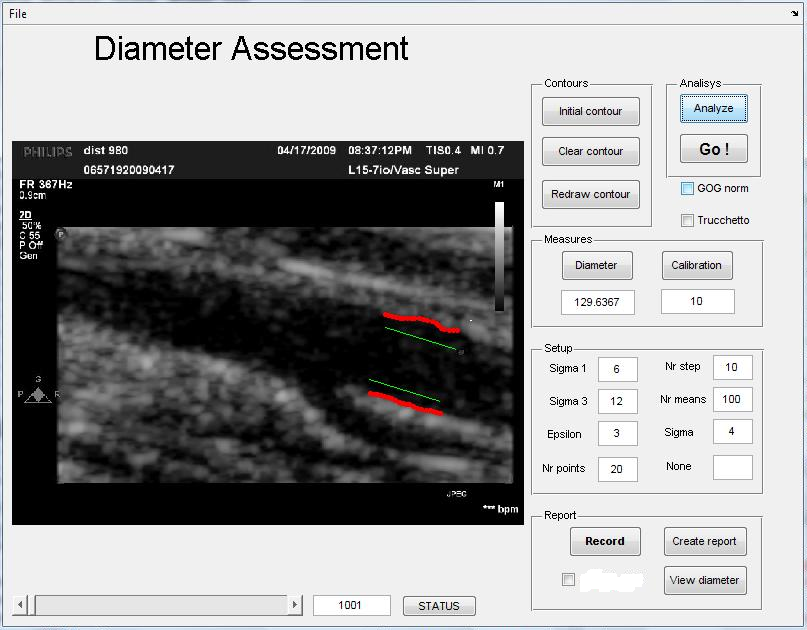 File
Diameter Assessment
PHILIPS dist 980 04/17/2009 08:37:12PM TIS0.4 MI 0.7
06571920090417 L15-7io/Vasc Super
FR 367Hz
0.9cm
M1
2D
50%
C 55
P Off
Gen
P
G
P R
JPEG
*** bpm
1001
STATUS
Contours
Initial contour
Clear contour
Redraw contour
Analisys
Analyze
Go !
GOG norm
Trucchetto
Measures
Diameter Calibration
129.6367 10
Setup
Sigma 1 6 Nr step 10
Sigma 3 12 Nr means 100
Epsilon 3 Sigma 4
Nr points 20 None
Report
Record Create report
View diameter